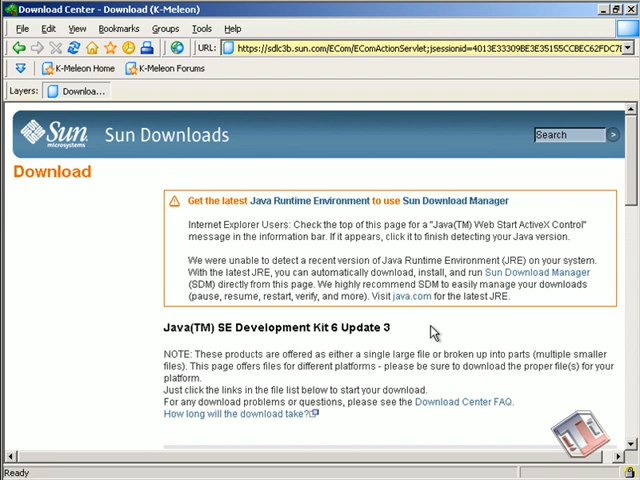 Download Center - Download (K-Meleon)
File Edit View Bookmarks Groups Tools Help
URL: https://sdlc3b.sun.com/ECom/EComActionServlet;jsessionid=4013E33309BE3E35155CCBEC62FDC7E
K-Meleon Home K-Meleon Forums
Layers: Downloa...
Sun microsystems Sun Downloads Search
Download
Get the latest Java Runtime Environment to use Sun Download Manager
Internet Explorer Users: Check the top of this page for a "Java(TM) Web Start ActiveX Control"
message in the information bar. If it appears, click it to finish detecting your Java version.
We were unable to detect a recent version of Java Runtime Environment (JRE) on your system.
With the latest JRE, you can automatically download, install, and run Sun Download Manager
(SDM) directly from this page. We highly recommend SDM to easily manage your downloads
(pause, resume, restart, verify, and more). Visit java.com for the latest JRE.
Java(TM) SE Development Kit 6 Update 3
NOTE: These products are offered as either a single large file or broken up into parts (multiple smaller
files). This page offers files for different platforms - please be sure to download the proper file(s) for your
platform.
Just click the links in the file list below to start your download.
For any download problems or questions, please see the Download Center FAQ.
How long will the download take?
Ready